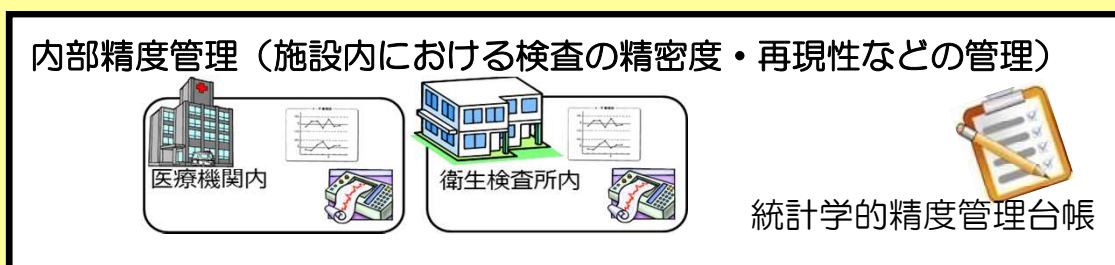 内部精度管理（施設内における検査の精密度・再現性などの管理）
医療機関内
衛生検査所内
統計学的精度管理台帳